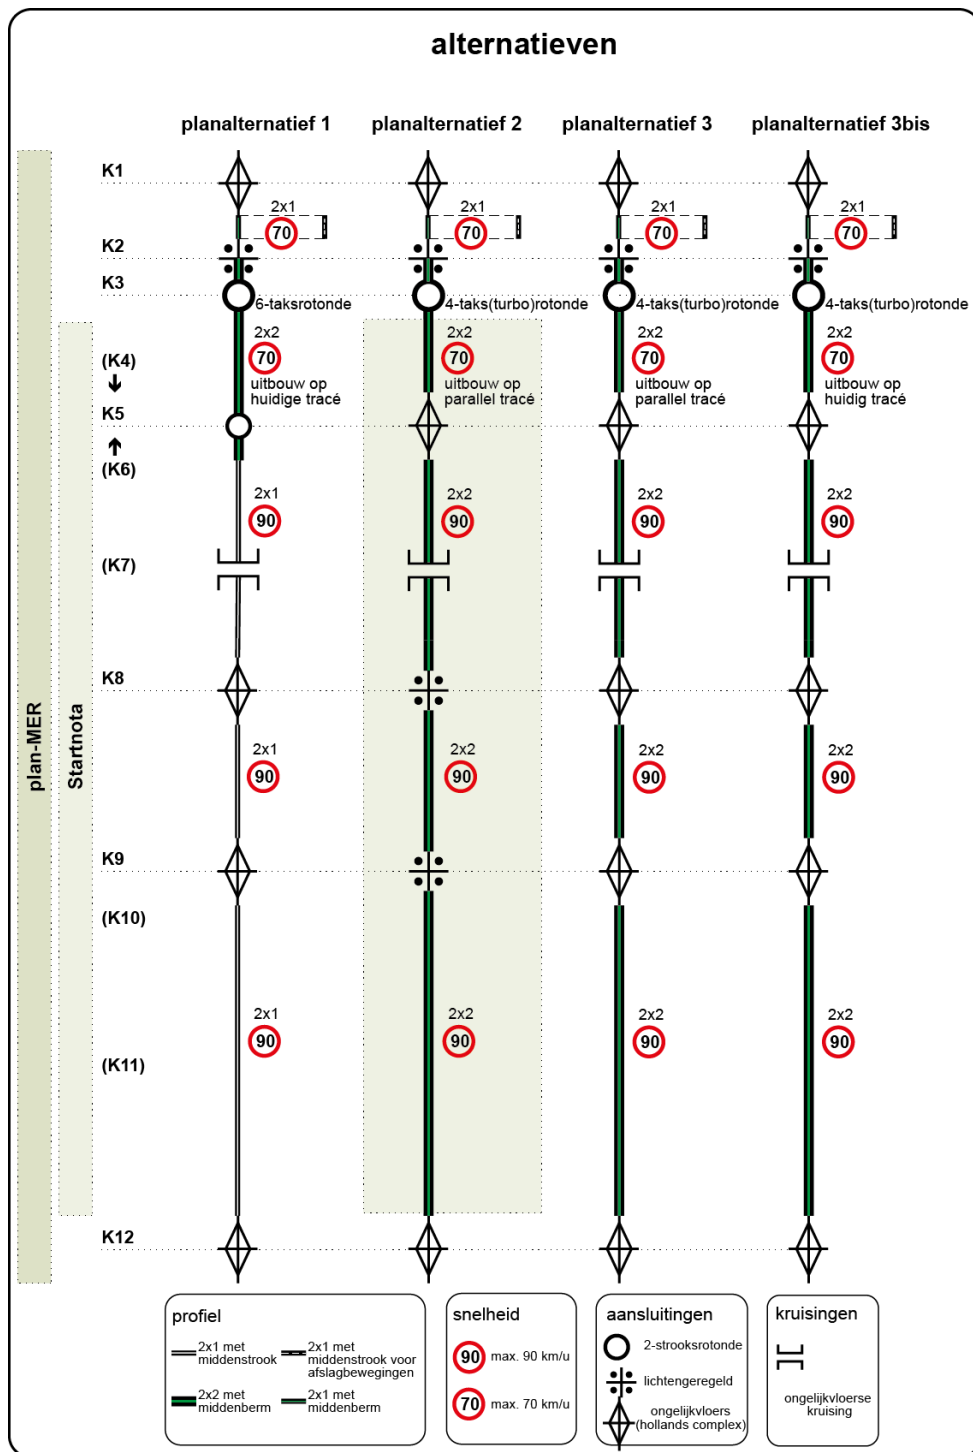 alternatieven
planalternatief 1
planalternatief 2
planalternatief 3
planalternatief 3bis
plan-MER
Startnota
K1
2x1
70
2x1
70
2x1
70
2x1
70
K2
K3
6-taksrotonde
4-taks(turbo)rotonde
4-taks(turbo)rotonde
4-taks(turbo)rotonde
(K4)
2x2
70
uitbouw op
huidige tracé
2x2
70
uitbouw op
parallel tracé
2x2
70
uitbouw op
parallel tracé
2x2
70
uitbouw op
huidig tracé
K5
(K6)
2x1
90
2x2
90
2x2
90
2x2
90
(K7)
K8
2x1
90
2x2
90
2x2
90
2x2
90
K9
(K10)
2x1
90
2x2
90
2x2
90
2x2
90
(K11)
K12
profiel
2x1 met
middenstrook
2x1 met
middenstrook voor
afslagbewegingen
2x2 met
middenberm
2x1 met
middenberm
snelheid
90 max. 90 km/u
70 max. 70 km/u
aansluitingen
2-strooksrotonde
lichtengeregeld
ongelijkvloers
(hollands complex)
kruisingen
ongelijkvloerse
kruising